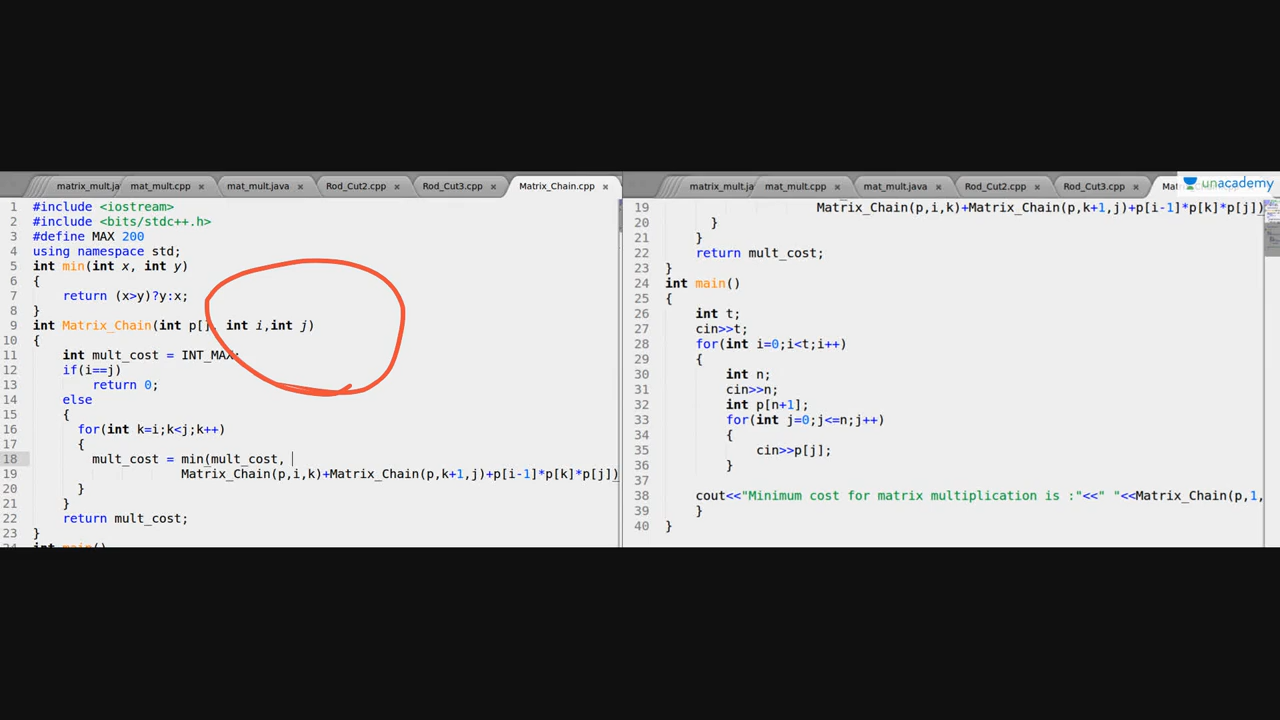 matrix_mult.ja mat_mult.cpp × mat_mult.java × Rod_Cut2.cpp × Rod_Cut3.cpp × Matrix_Chain.cpp ×
1 #include <iostream>
2 #include <bits/stdc++.h>
3 #define MAX 200
4 using namespace std;
5 int min(int x, int y)
6 {
7 return (x>y)?y:x;
8 }
9 int Matrix_Chain(int p[], int i,int j)
10 {
11 int mult_cost = INT_MAX;
12 if(i==j)
13 return 0;
14 else
15 {
16 for(int k=i;k<j;k++)
17 {
18 mult_cost = min(mult_cost,
19 Matrix_Chain(p,i,k)+Matrix_Chain(p,k+1,j)+p[i-1]*p[k]*p[j])
20 }
21 }
22 return mult_cost;
23 }
24 int main()
matrix_mult.ja mat_mult.cpp × mat_mult.java × Rod_Cut2.cpp × Rod_Cut3.cpp × Ma
unacademy
19 Matrix_Chain(p,i,k)+Matrix_Chain(p,k+1,j)+p[i-1]*p[k]*p[j])
20 }
21 }
22 return mult_cost;
23 }
24 int main()
25 {
26 int t;
27 cin>>t;
28 for(int i=0;i<t;i++)
29 {
30 int n;
31 cin>>n;
32 int p[n+1];
33 for(int j=0;j<=n;j++)
34 {
35 cin>>p[j];
36 }
37
38 cout<<"Minimum cost for matrix multiplication is :"<<" "<<Matrix_Chain(p,1,
39 }
40 }